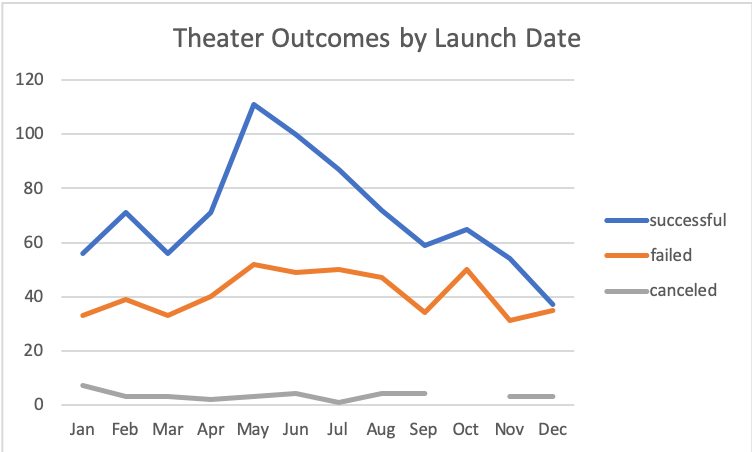 Theater Outcomes by Launch Date
120
100
80
60
40
20
0
Jan Feb Mar Apr May Jun Jul Aug Sep Oct Nov Dec
successful
failed
canceled